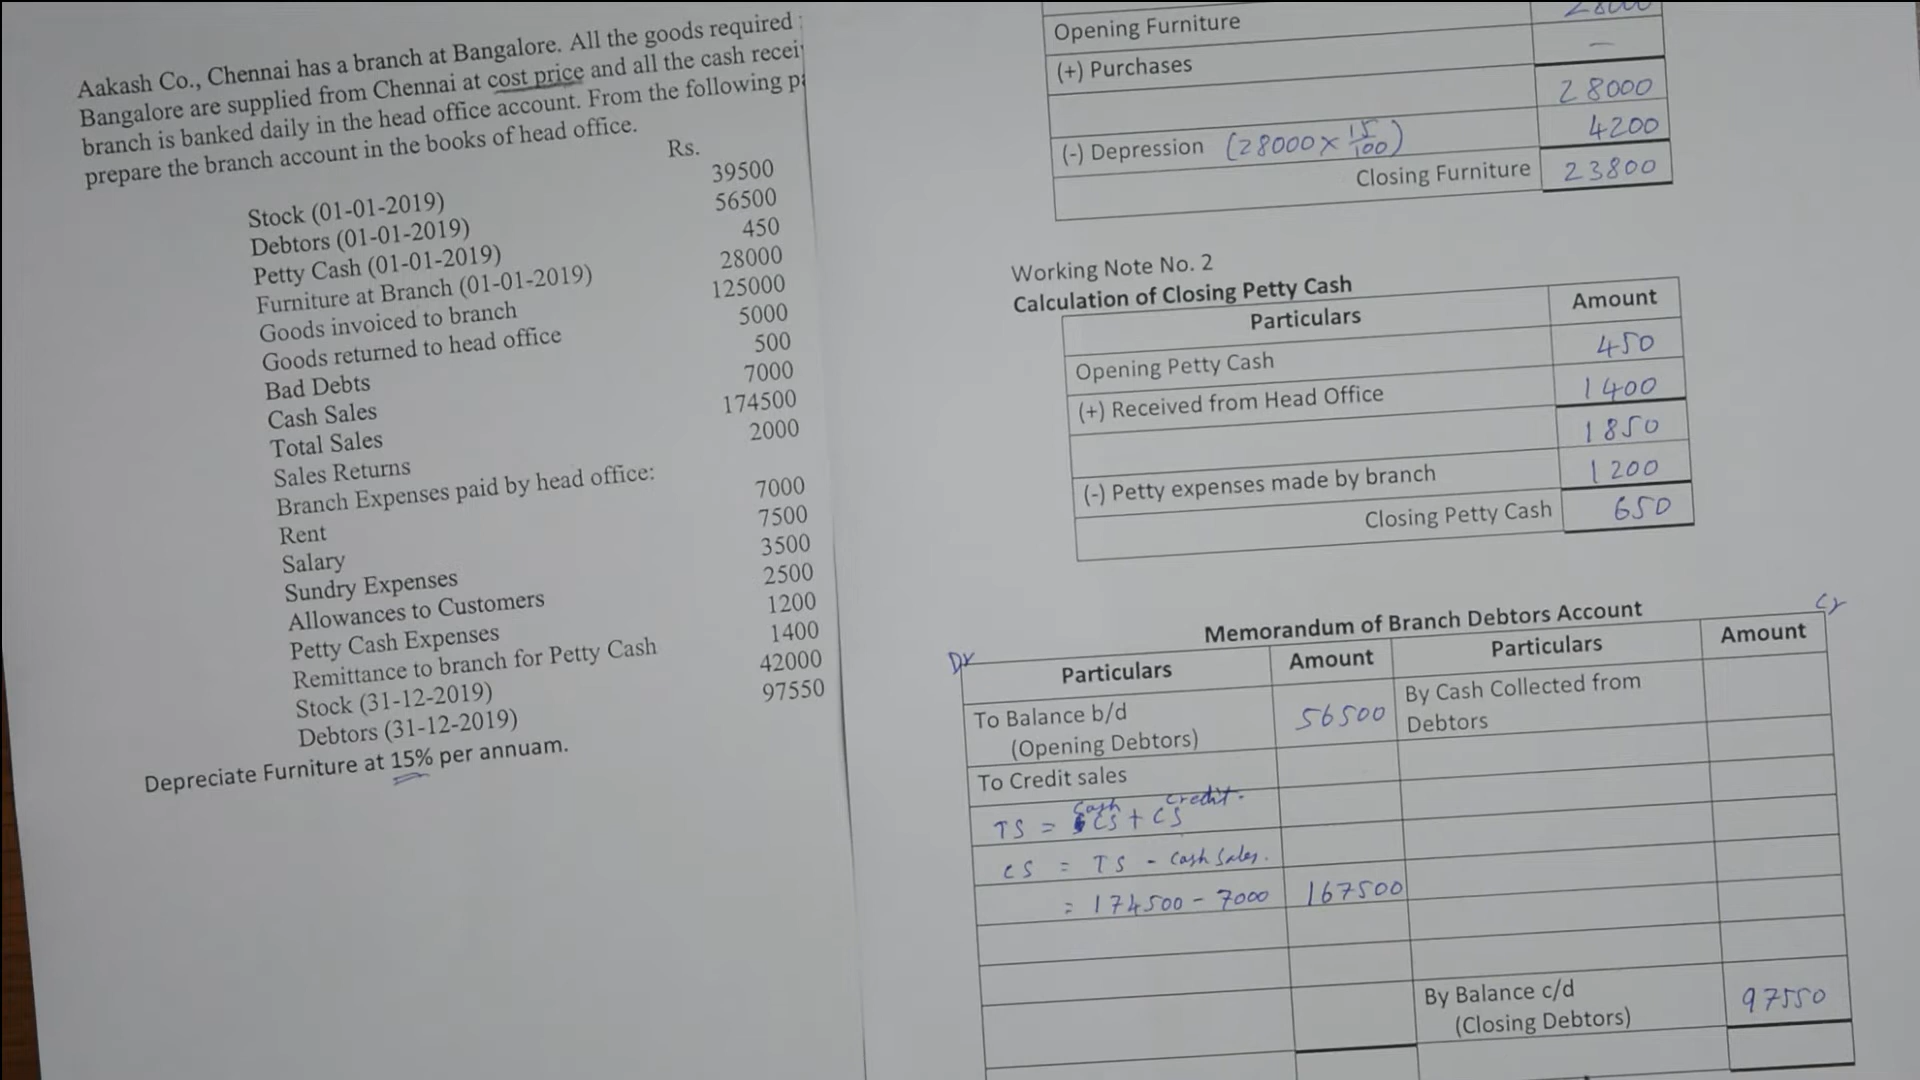 Aakash Co., Chennai has a branch at Bangalore. All the goods required
Bangalore are supplied from Chennai at cost price and all the cash
branch is banked daily in the head office account. From the following
prepare the branch account in the books of head office.
Rs.
Stock (01-01-2019) 39500
Debtors (01-01-2019) 56500
Petty Cash (01-01-2019) 450
Furniture at Branch (01-01-2019) 28000
Goods invoiced to branch 125000
Goods returned to head office 5000
Bad Debts 500
Cash Sales 7000
Total Sales 174500
Sales Returns 2000
Branch Expenses paid by head office:
Rent 7000
Salary 7500
Sundry Expenses 3500
Allowances to Customers 2500
Petty Cash Expenses 1200
Remittance to branch for Petty Cash 1400
Stock (31-12-2019) 42000
Debtors (31-12-2019) 97550
Depreciate Furniture at 15% per annuam.
Opening Furniture
(+) Purchases —
28000
(-) Depression (28000 × 15/100) 4200
Closing Furniture 23800
Working Note No. 2
Calculation of Closing Petty Cash
Particulars Amount
Opening Petty Cash 450
(+) Received from Head Office 1400
1850
(-) Petty expenses made by branch 1200
Closing Petty Cash 650
Memorandum of Branch Debtors Account
Dr Cr
Particulars Amount Particulars Amount
To Balance b/d 56500 By Cash Collected from
(Opening Debtors) Debtors
To Credit sales
Cash Credit.
TS = CS + CS
CS = TS - Cash Sales.
= 174500 - 7000 167500
By Balance c/d 97550
(Closing Debtors)